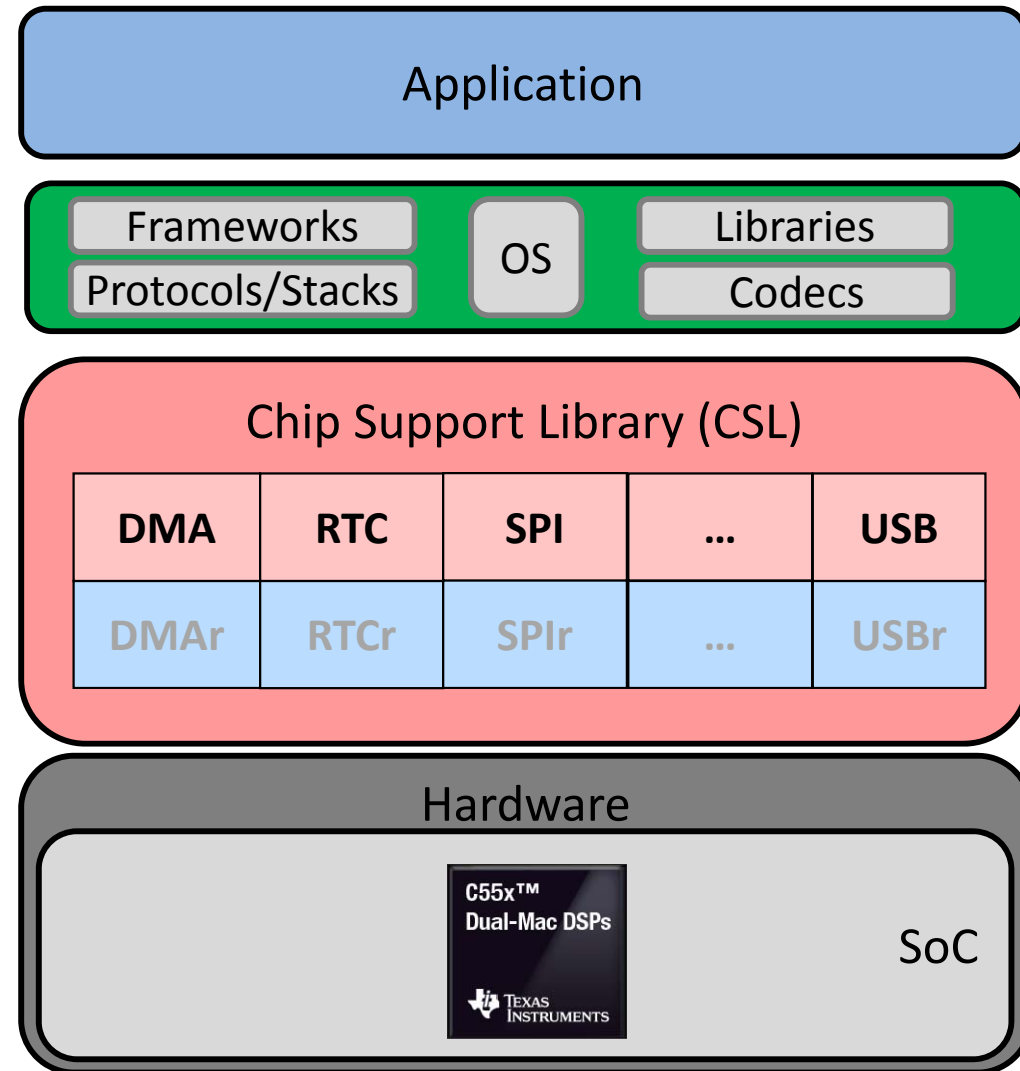 Application
Frameworks
OS
Libraries
Protocols/Stacks
Codecs
Chip Support Library (CSL)
DMA RTC SPI ... USB
DMAr RTCr SPIr ... USBr
Hardware
C55x™
Dual-Mac DSPs
SoC
TEXAS
INSTRUMENTS